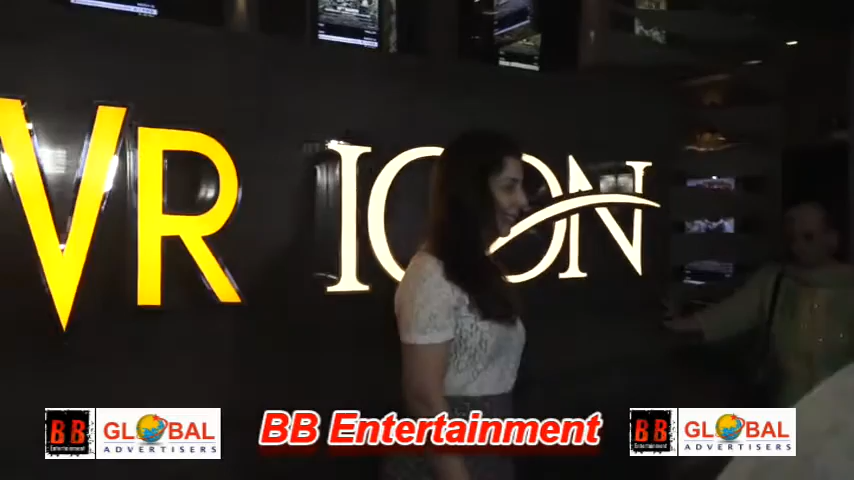 VR ICON
BB Entertainment GLOBAL ADVERTISERS
BB Entertainment
BB Entertainment GLOBAL ADVERTISERS